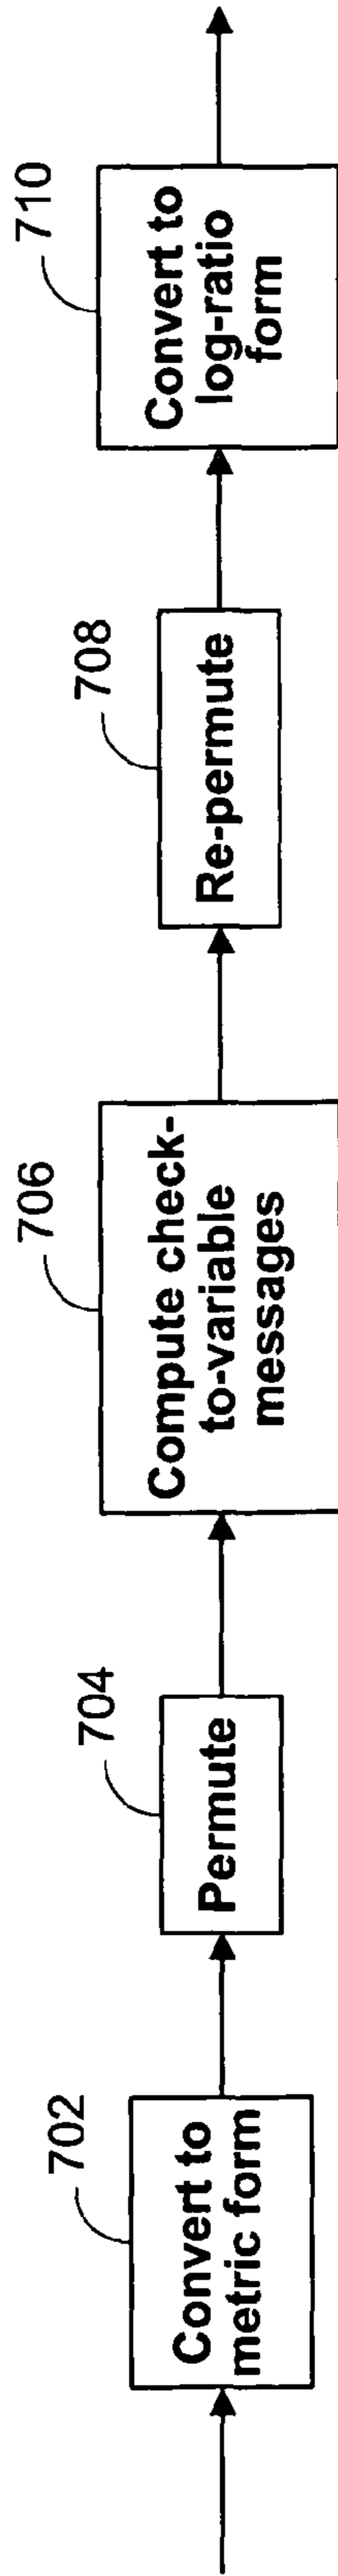 702
Convert to
metric form
704
Permute
706
Compute check-
to-variable
messages
708
Re-permute
710
Convert to
log-ratio
form